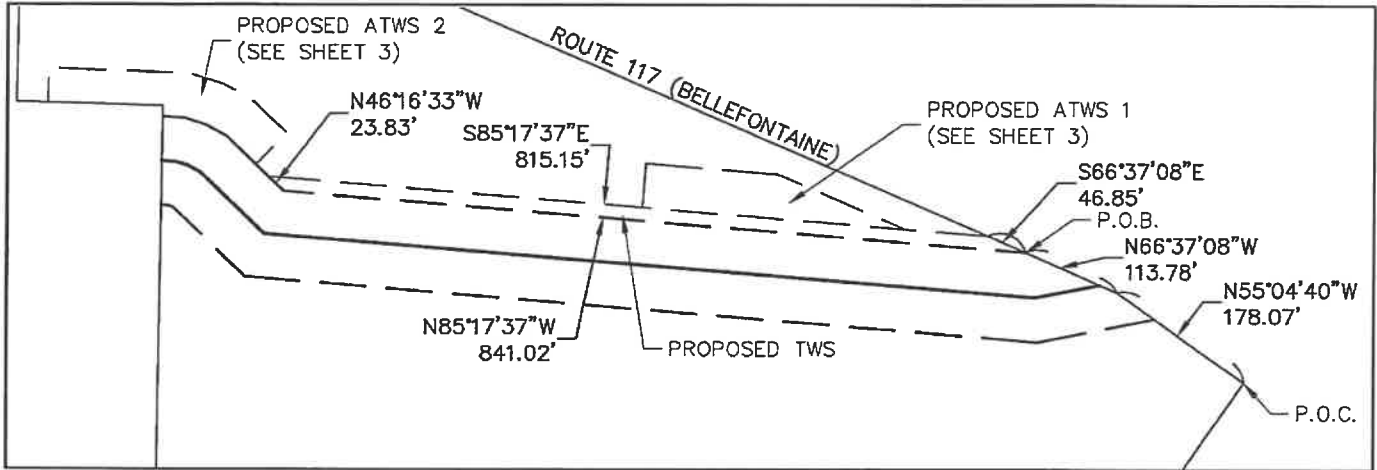 PROPOSED ATWS 2
(SEE SHEET 3)
ROUTE 117 (BELLEFONTAINE)
N46°16'33"W
23.83'
S85°17'37"E
815.15'
PROPOSED ATWS 1
(SEE SHEET 3)
S66°37'08"E
46.85'
P.O.B.
N66°37'08"W
113.78'
N55°04'40"W
178.07'
N85°17'37"W
841.02'
PROPOSED TWS
P.O.C.